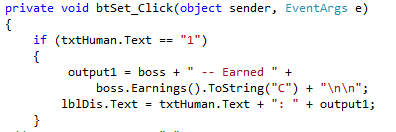 private void btSet_Click(object sender, EventArgs e)
{
if (txtHuman.Text == "1")
{
output1 = boss + " -- Earned " +
boss.Earnings().ToString("C") + "\n\n";
lblDis.Text = txtHuman.Text + ": " + output1;
}